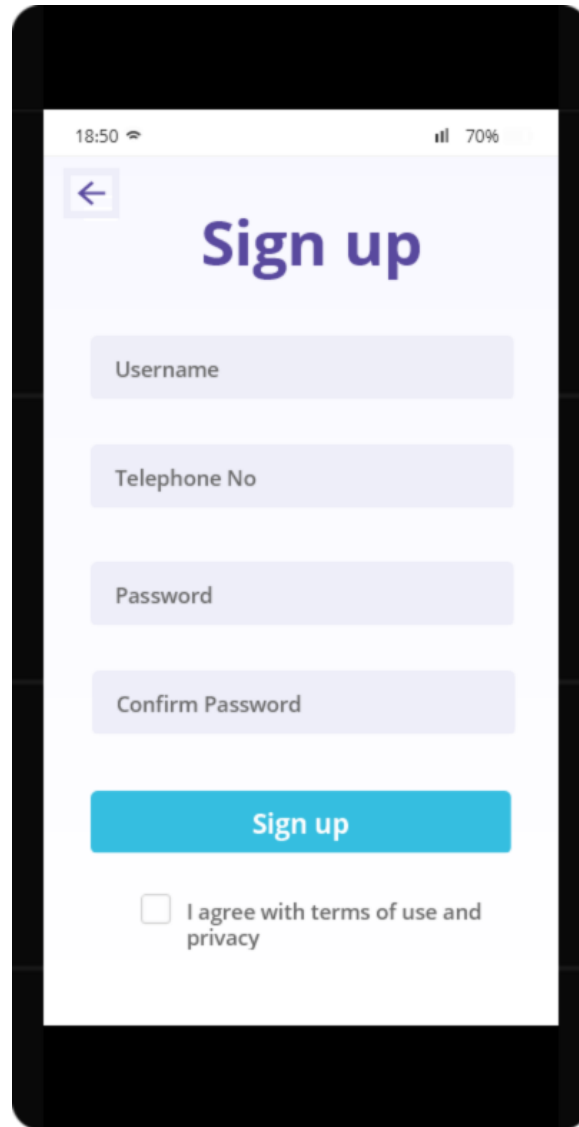 18:50 70%
Sign up
Username
Telephone No
Password
Confirm Password
Sign up
I agree with terms of use and
privacy